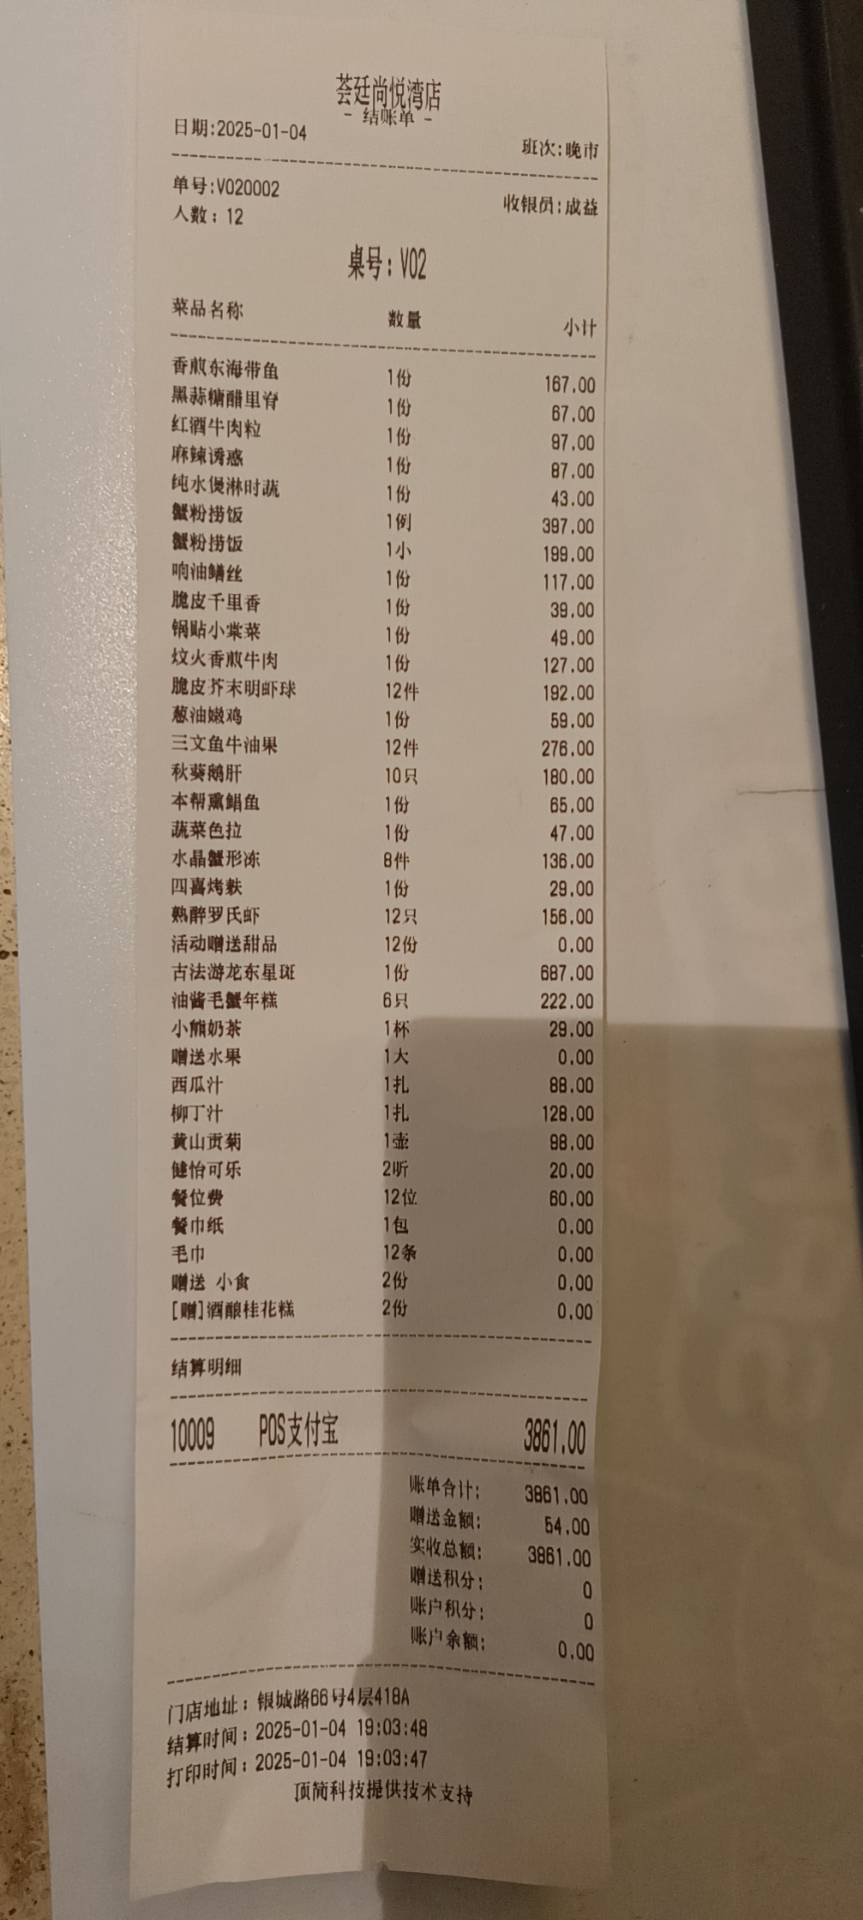 荟廷尚悦湾店
- 结账单 -
日期:2025-01-04 班次:晚市
单号:V020002 收银员:成益
人数: 12
桌号: V02
菜品名称 数量 小计
香煎东海带鱼 1份 167.00
黑蒜糖醋里脊 1份 67.00
红酒牛肉粒 1份 97.00
麻辣诱惑 1份 87.00
纯水煲淋时蔬 1份 43.00
蟹粉捞饭 1例 397.00
蟹粉捞饭 1小 199.00
响油鳝丝 1份 117.00
脆皮千里香 1份 39.00
锅贴小棠菜 1份 49.00
炆火香煎牛肉 1份 127.00
脆皮芥末明虾球 12件 192.00
葱油嫩鸡 1份 59.00
三文鱼牛油果 12件 276.00
秋葵鹅肝 10只 180.00
本帮熏鲳鱼 1份 65.00
蔬菜色拉 1份 47.00
水晶蟹形冻 8件 136.00
四喜烤麸 1份 29.00
熟醉罗氏虾 12只 156.00
活动赠送甜品 12份 0.00
古法游龙东星斑 1份 687.00
油酱毛蟹年糕 6只 222.00
小熊奶茶 1杯 29.00
赠送水果 1大 0.00
西瓜汁 1扎 88.00
柳丁汁 1扎 128.00
黄山贡菊 1壶 98.00
健怡可乐 2听 20.00
餐位费 12位 60.00
餐巾纸 1包 0.00
毛巾 12条 0.00
赠送 小食 2份 0.00
[赠]酒酿桂花糕 2份 0.00
结算明细
10009 POS支付宝 3861.00
账单合计: 3861.00
赠送金额: 54.00
实收总额: 3861.00
赠送积分: 0
账户积分: 0
账户余额: 0.00
门店地址: 银城路66号4层418A
结算时间: 2025-01-04 19:03:48
打印时间: 2025-01-04 19:03:47
顶简科技提供技术支持